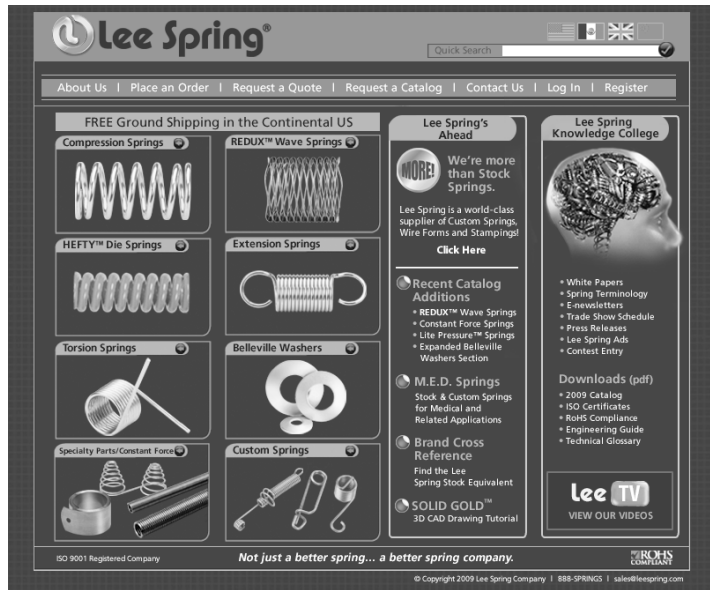 Lee Spring®
Quick Search
About Us | Place an Order | Request a Quote | Request a Catalog | Contact Us | Log In | Register
FREE Ground Shipping in the Continental US
Compression Springs
REDUX™ Wave Springs
HEFTY™ Die Springs
Extension Springs
Torsion Springs
Belleville Washers
Specialty Parts/Constant Force
Custom Springs
Lee Spring's
Ahead
MORE!
We're more
than Stock
Springs.
Lee Spring is a world-class
supplier of Custom Springs,
Wire Forms and Stampings!
Click Here
Recent Catalog
Additions
• REDUX™ Wave Springs
• Constant Force Springs
• Lite Pressure™ Springs
• Expanded Belleville
Washers Section
M.E.D. Springs
Stock & Custom Springs
for Medical and
Related Applications
Brand Cross
Reference
Find the Lee
Spring Stock Equivalent
SOLID GOLD™
3D CAD Drawing Tutorial
Lee Spring
Knowledge College
• White Papers
• Spring Terminology
• E-newsletters
• Trade Show Schedule
• Press Releases
• Lee Spring Ads
• Contest Entry
Downloads (pdf)
• 2009 Catalog
• ISO Certificates
• RoHS Compliance
• Engineering Guide
• Technical Glossary
Lee TV
VIEW OUR VIDEOS
ISO 9001 Registered Company
Not just a better spring... a better spring company.
ROHS
COMPLIANT
© Copyright 2009 Lee Spring Company | 888-SPRINGS | sales@leespring.com